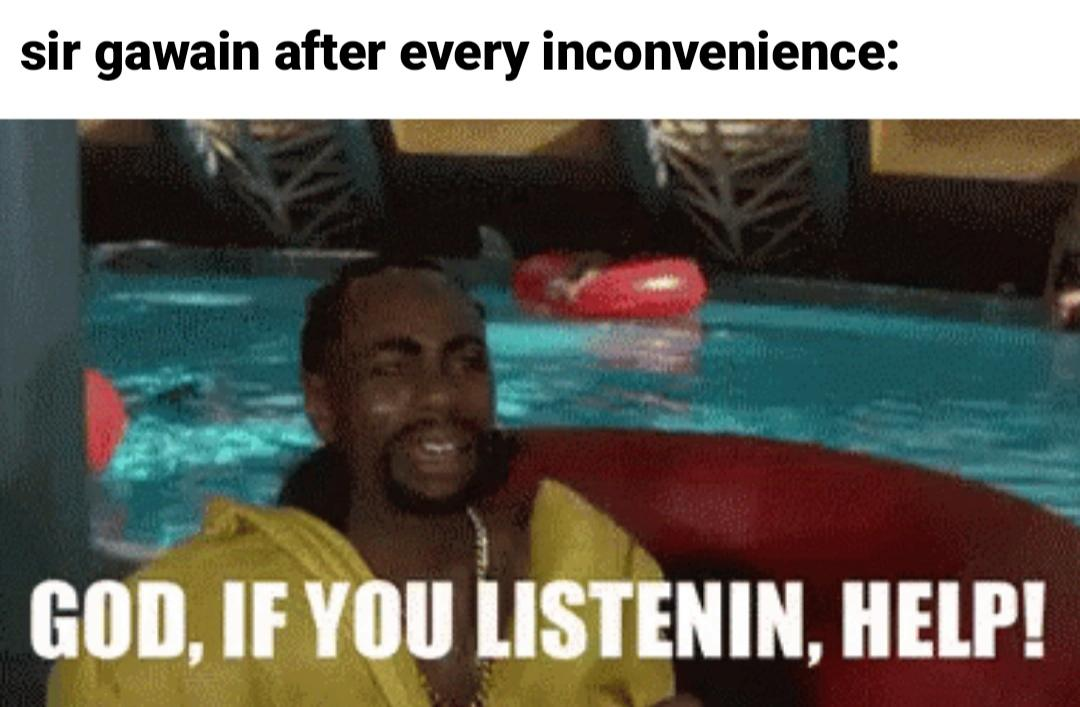 sir gawain after every inconvenience:
GOD, IF YOU LISTENIN, HELP!